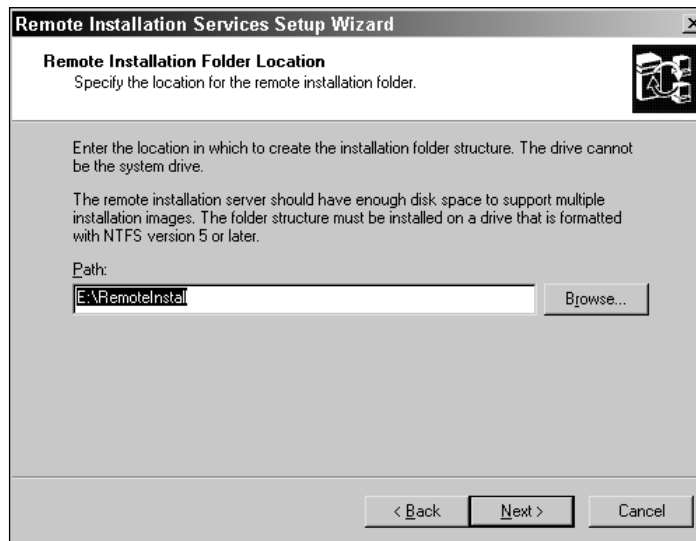 Remote Installation Services Setup Wizard
Remote Installation Folder Location
Specify the location for the remote installation folder.
Enter the location in which to create the installation folder structure. The drive cannot
be the system drive.
The remote installation server should have enough disk space to support multiple
installation images. The folder structure must be installed on a drive that is formatted
with NTFS version 5 or later.
Path:
E:\RemoteInstall
Browse...
< Back
Next >
Cancel